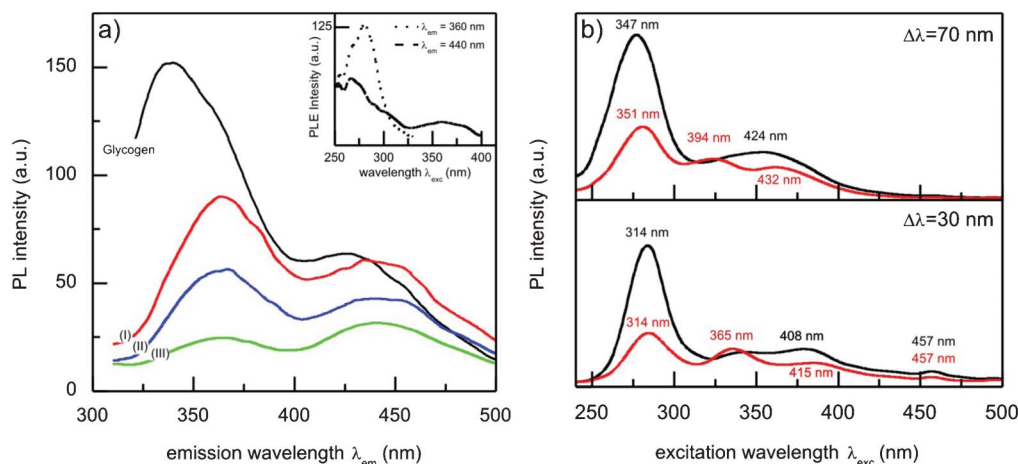 a)
150
100
50
0
PL intensity (a.u.)
300
350
400
450
500
emission wavelength λem (nm)
Glycogen
(I)
(II)
(III)
125
PLE Intesity (a.u.)
λem = 360 nm
λem = 440 nm
250
300
350
400
wavelength λexc (nm)
b)
Δλ=70 nm
347 nm
351 nm
394 nm
424 nm
432 nm
PL intensity (a.u.)
Δλ=30 nm
314 nm
314 nm
365 nm
408 nm
415 nm
457 nm
457 nm
PL intensity (a.u.)
250
300
350
400
450
500
excitation wavelength λexc (nm)